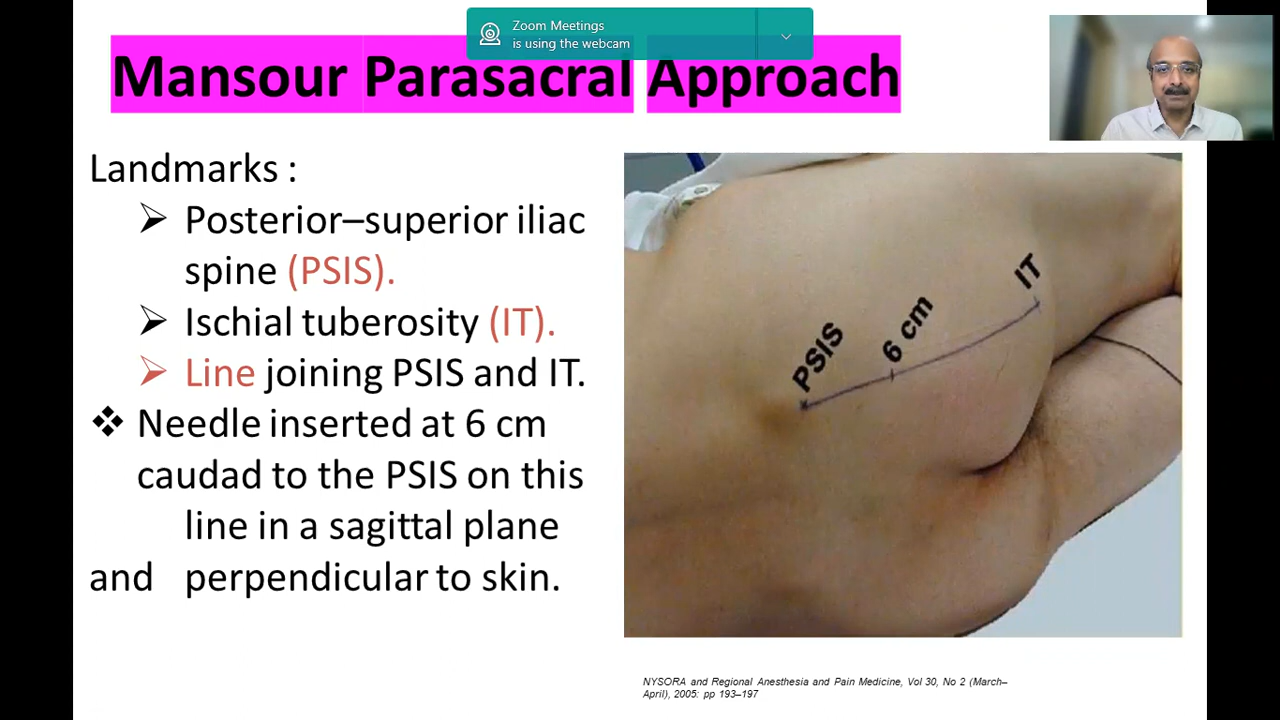 Zoom Meetings
is using the webcam
Mansour Parasacral Approach
Landmarks :
Posterior–superior iliac
spine (PSIS).
Ischial tuberosity (IT).
Line joining PSIS and IT.
Needle inserted at 6 cm
caudad to the PSIS on this
line in a sagittal plane
and perpendicular to skin.
PSIS
6 cm
IT
NYSORA and Regional Anesthesia and Pain Medicine, Vol 30, No 2 (March–
April), 2005: pp 193–197